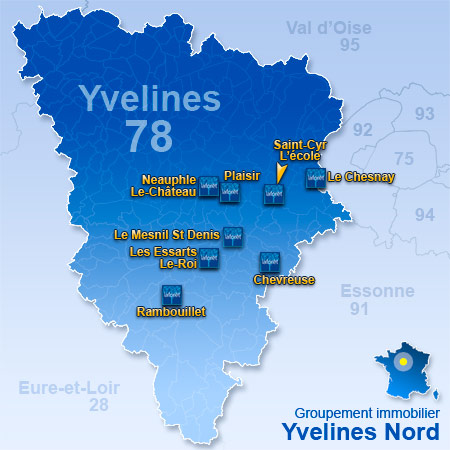 Val d'Oise
95
Yvelines
78
93
92
75
94
Saint-Cyr
L'école
Neauphle
Le-Château
Plaisir
Le Chesnay
Le Mesnil St Denis
Les Essarts
Le-Roi
Chevreuse
Rambouillet
Essonne
91
Eure-et-Loir
28
Groupement immobilier
Yvelines Nord